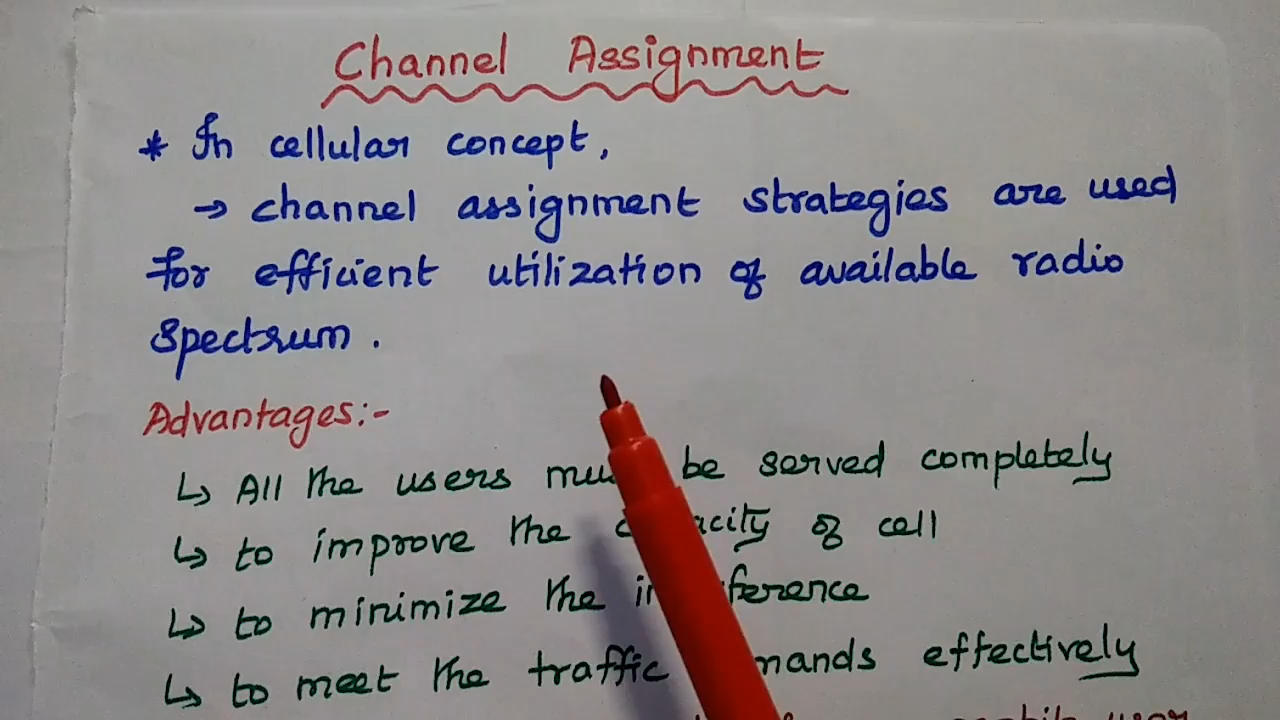 Channel Assignment
* In cellular concept,
→ channel assignment strategies are used
for efficient utilization of available radio
Spectrum.
Advantages:-
↳ All the users be served completely
↳ to improve the of cell
↳ to minimize the
↳ to meet the traffic effectively